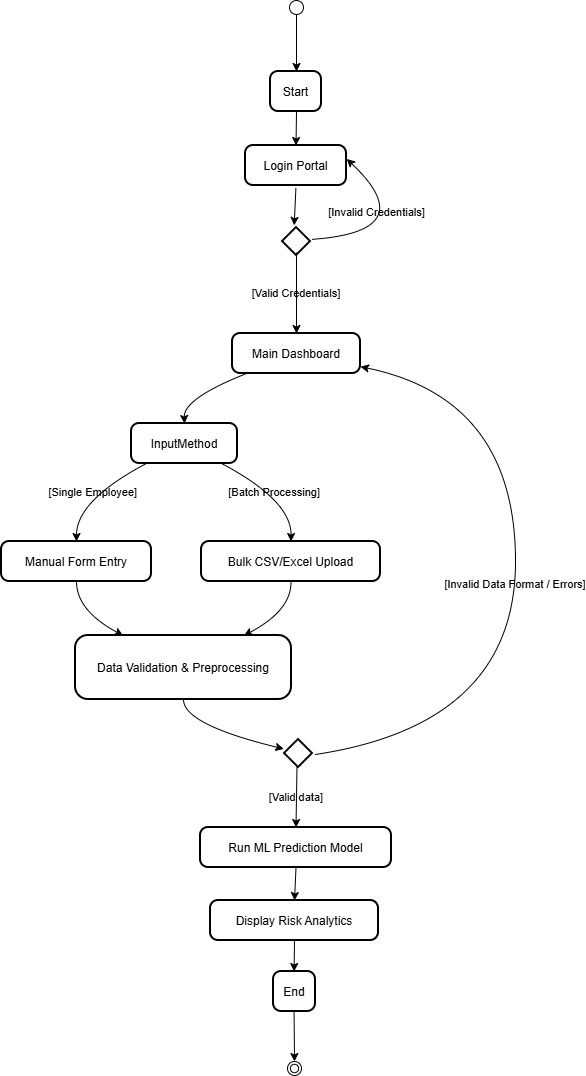 Start
Login Portal
[Invalid Credentials]
[Valid Credentials]
Main Dashboard
InputMethod
[Single Employee]
[Batch Processing]
Manual Form Entry
Bulk CSV/Excel Upload
[Invalid Data Format / Errors]
Data Validation & Preprocessing
[Valid data]
Run ML Prediction Model
Display Risk Analytics
End